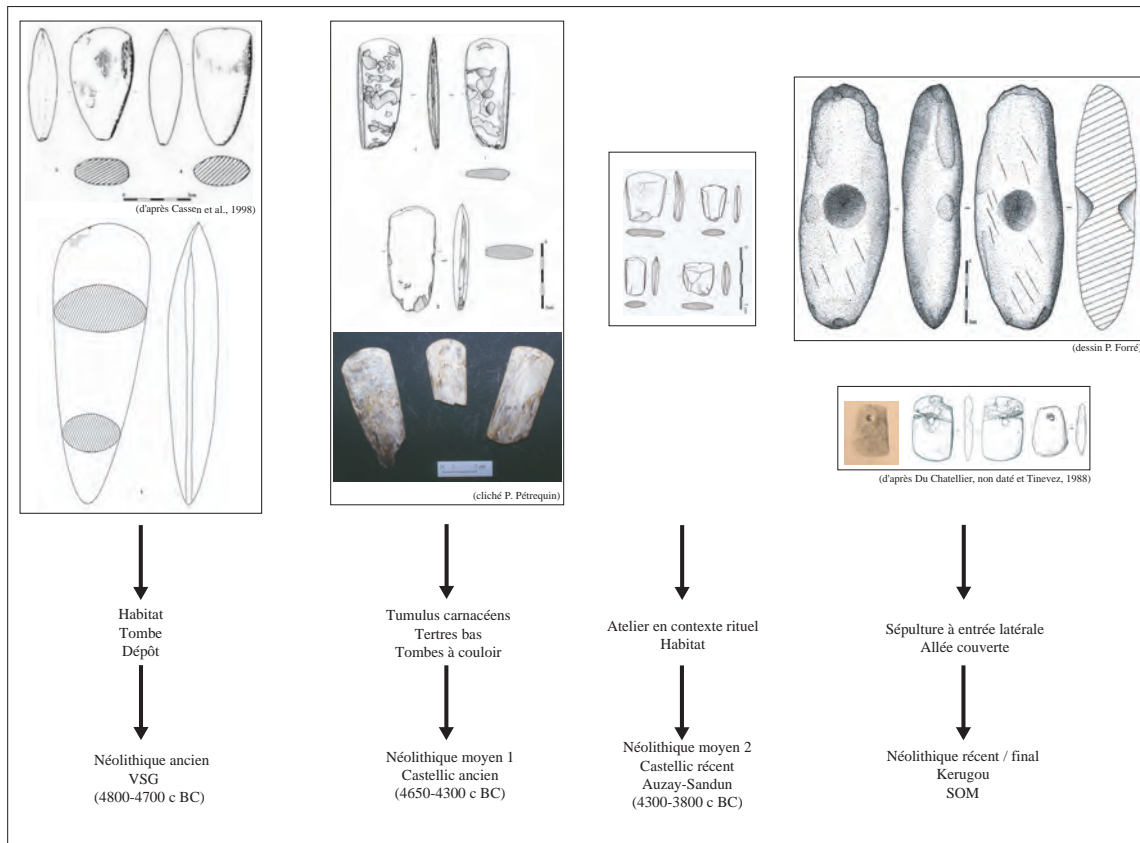 (d'après Cassen et al., 1998)
(cliché P. Pétrequin)
(dessin P. Forré)
(d'après Du Chatellier, non daté et Tinevez, 1988)
Habitat
Tombe
Dépôt
Néolithique ancien
VSG
(4800-4700 c BC)
Tumulus carnacéens
Tertres bas
Tombes à couloir
Néolithique moyen 1
Castellic ancien
(4650-4300 c BC)
Atelier en contexte rituel
Habitat
Néolithique moyen 2
Castellic récent
Auzay-Sandun
(4300-3800 c BC)
Sépulture à entrée latérale
Allée couverte
Néolithique récent / final
Kerugou
SOM